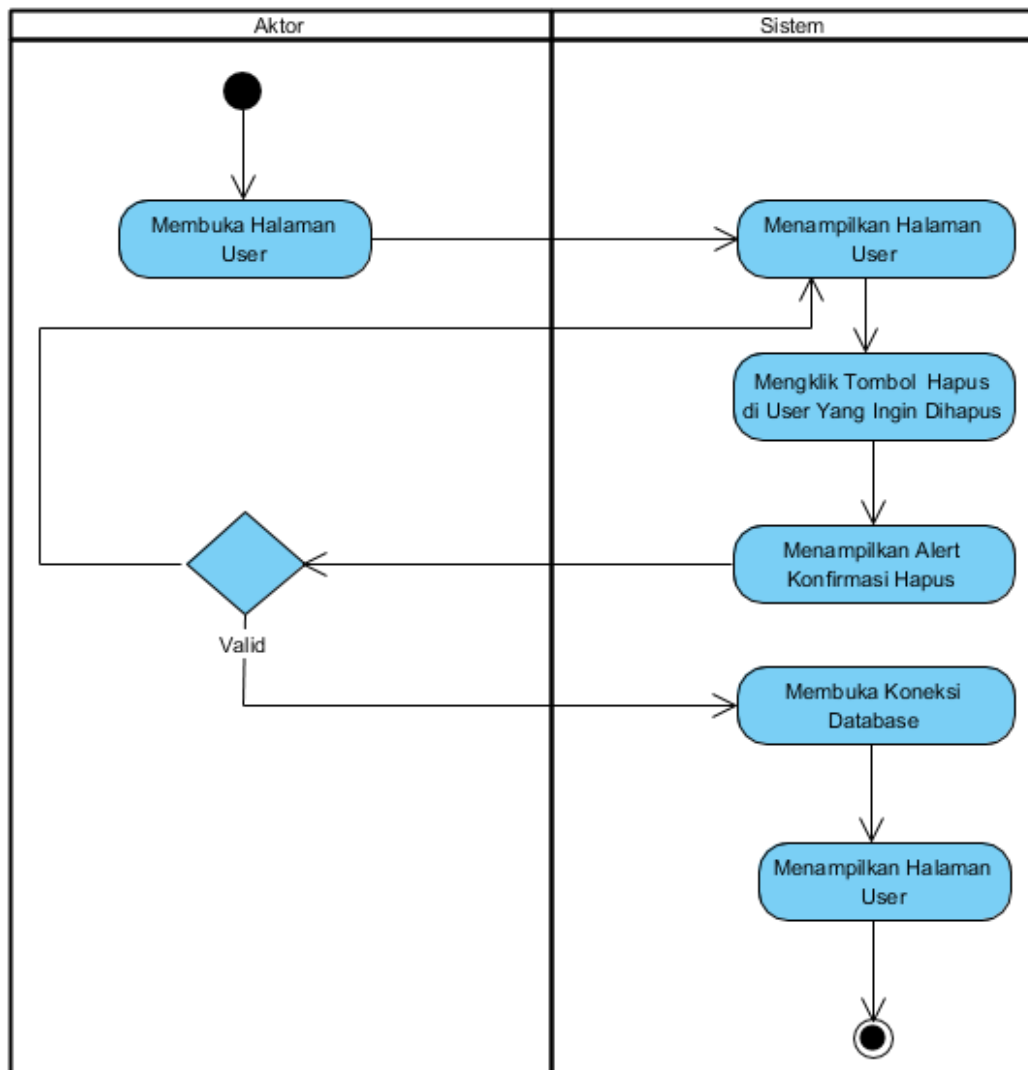 Aktor
Sistem
Membuka Halaman
User
Menampilkan Halaman
User
Mengklik Tombol Hapus
di User Yang Ingin Dihapus
Menampilkan Alert
Konfirmasi Hapus
Valid
Membuka Koneksi
Database
Menampilkan Halaman
User